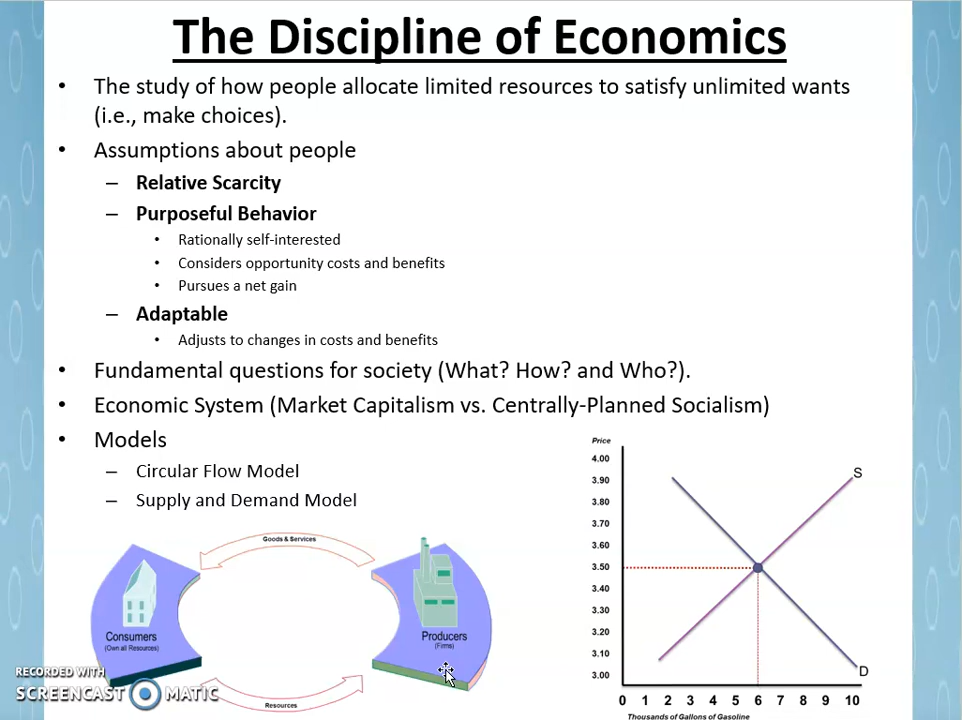 The Discipline of Economics
• The study of how people allocate limited resources to satisfy unlimited wants
(i.e., make choices).
• Assumptions about people
– Relative Scarcity
– Purposeful Behavior
• Rationally self-interested
• Considers opportunity costs and benefits
• Pursues a net gain
– Adaptable
• Adjusts to changes in costs and benefits
• Fundamental questions for society (What? How? and Who?).
• Economic System (Market Capitalism vs. Centrally-Planned Socialism)
• Models
– Circular Flow Model
– Supply and Demand Model
Goods & Services
Consumers
(Own all Resources)
Producers
(Firms)
Resources
Price
4.00
3.90
3.80
3.70
3.60
3.50
3.40
3.30
3.20
3.10
3.00
S
D
0 1 2 3 4 5 6 7 8 9 10
Thousands of Gallons of Gasoline
RECORDED WITH
SCREENCAST MATIC